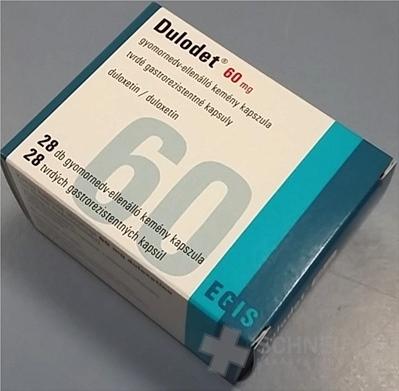 Dulodet® 60 mg
gyomornedv-ellenálló kemény kapszula
tvrdé gastrorezistentné kapsuly
duloxetin / duloxetín
60
28 db gyomornedv-ellenálló kemény kapszula
28 tvrdých gastrorezistentných kapsúl
EGIS